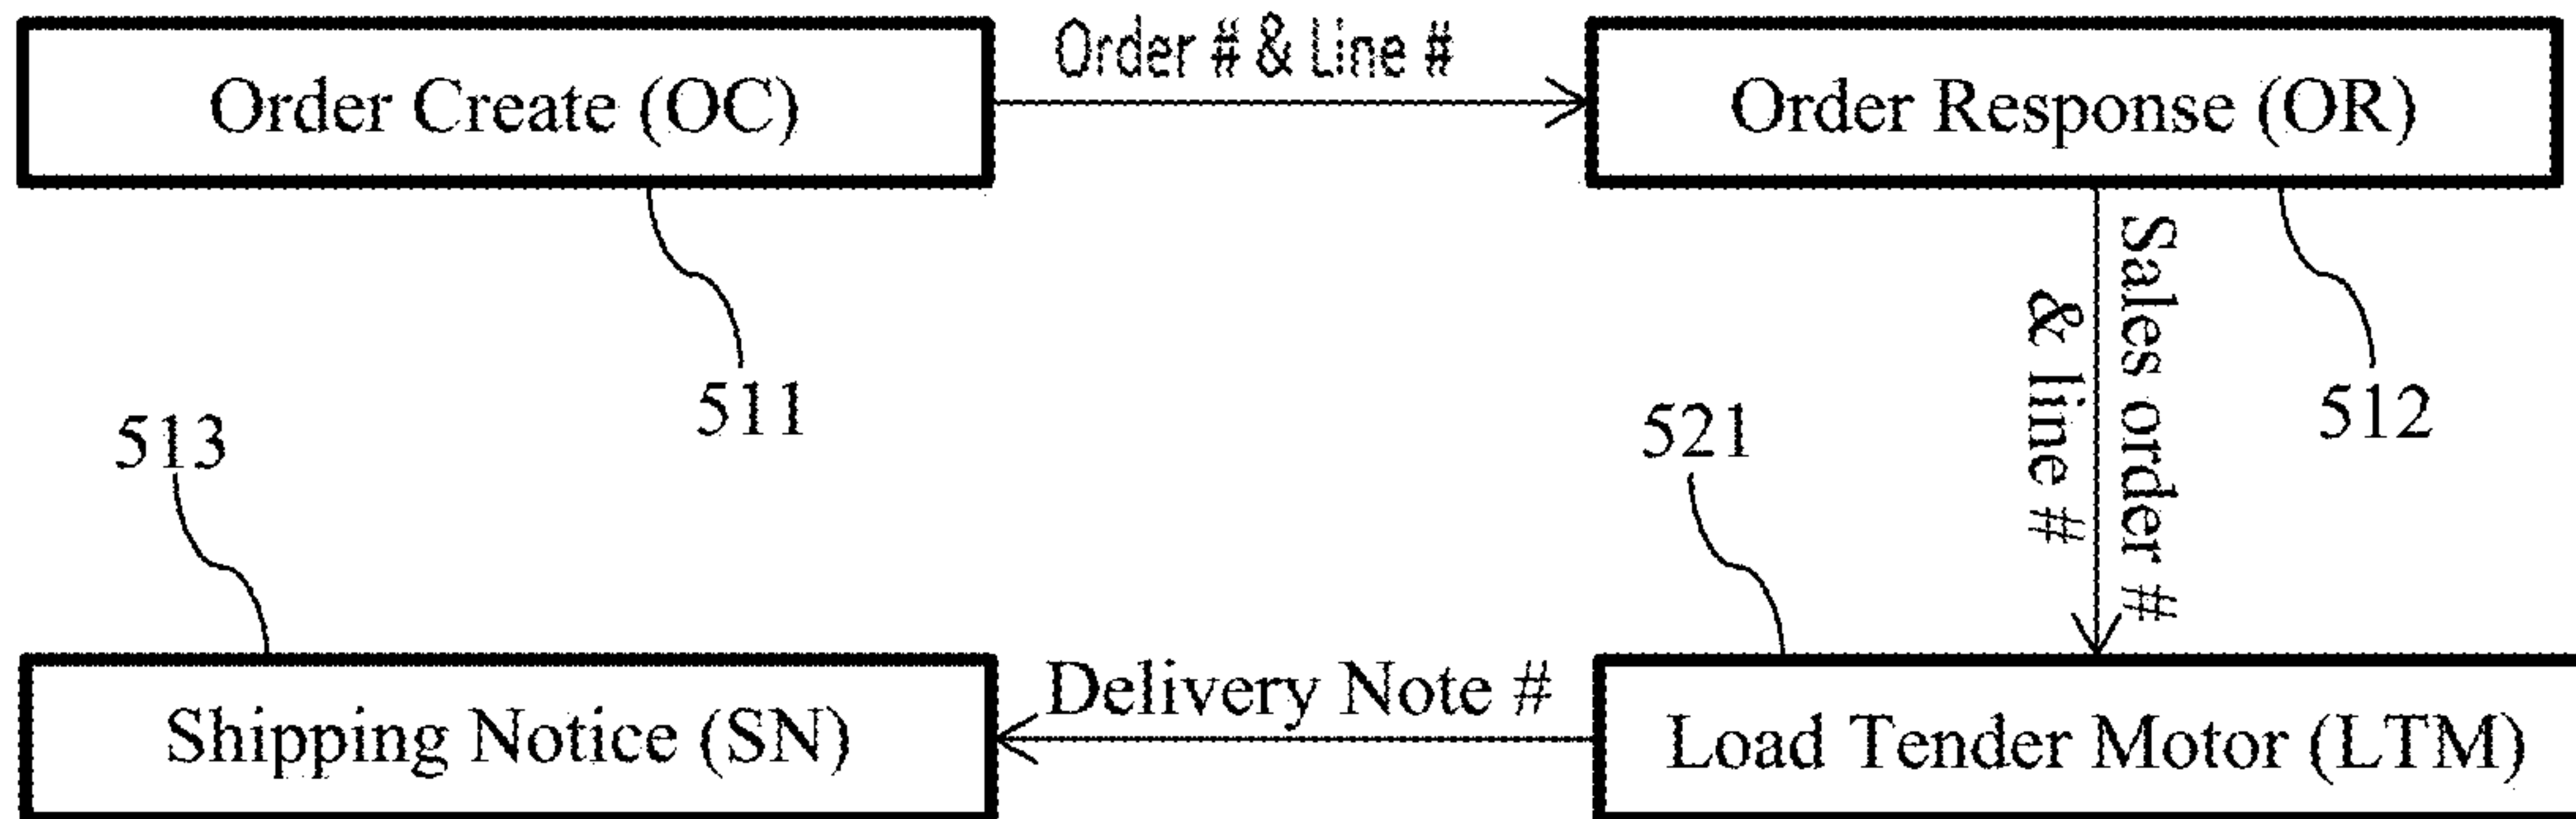 Order Create (OC)
Order # & Line #
Order Response (OR)
511
512
Sales order #
& line #
513
521
Shipping Notice (SN)
Delivery Note #
Load Tender Motor (LTM)